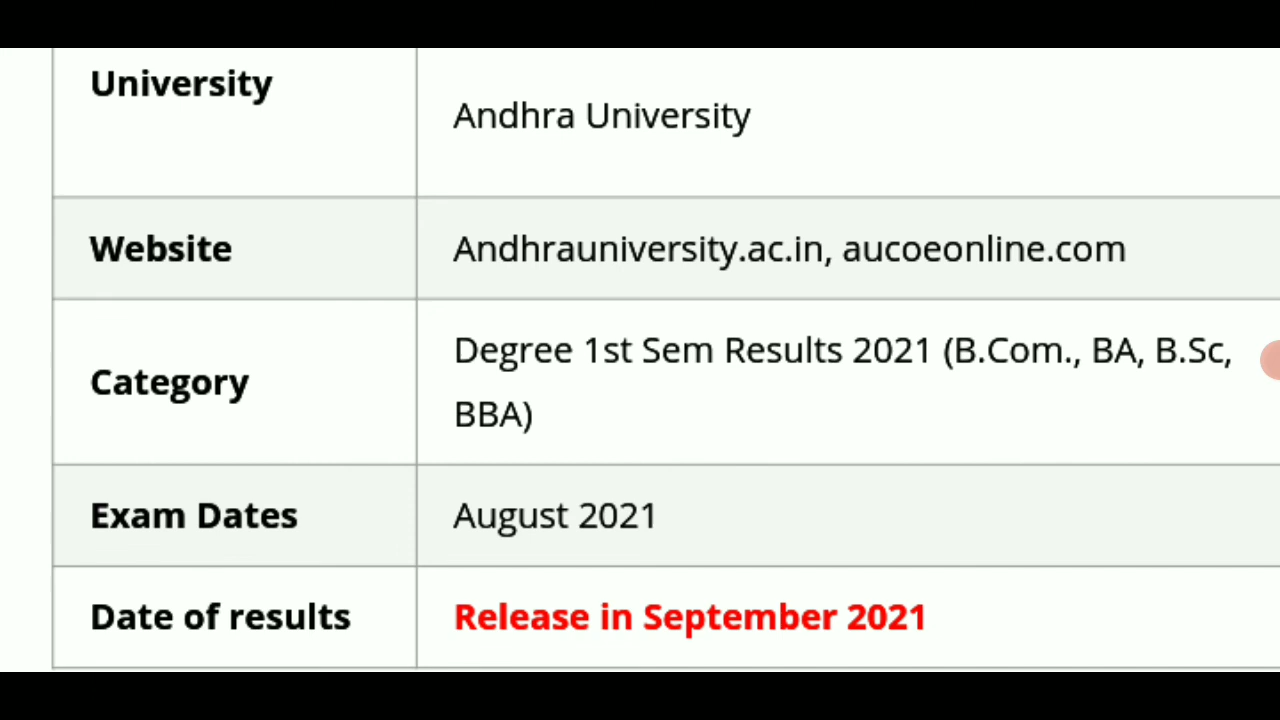 University
Andhra University
Website
Andhrauniversity.ac.in, aucoeonline.com
Category
Degree 1st Sem Results 2021 (B.Com., BA, B.Sc,
BBA)
Exam Dates
August 2021
Date of results
Release in September 2021